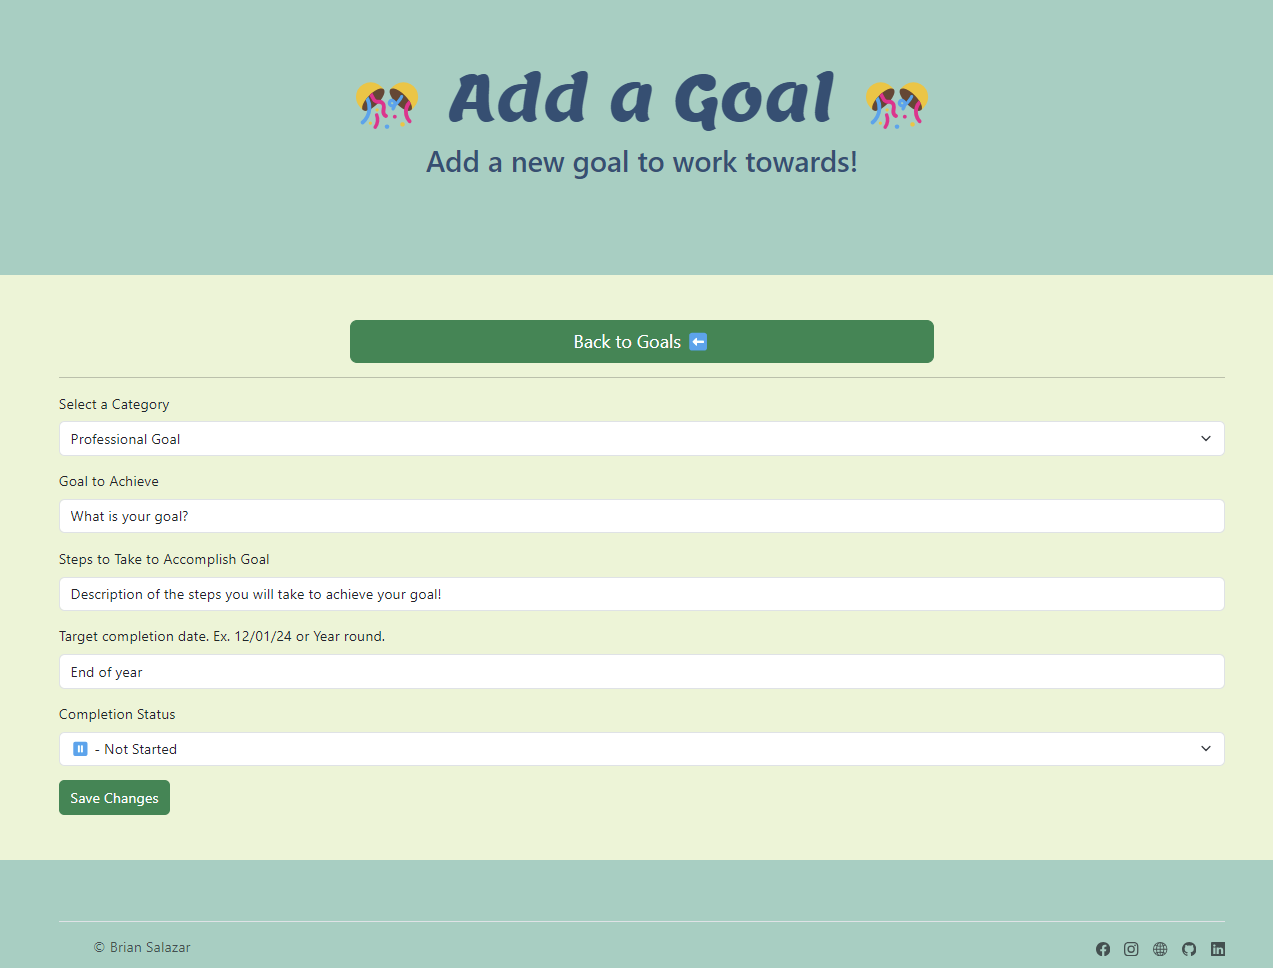 Add a Goal
Add a new goal to work towards!
Back to Goals
Select a Category
Professional Goal
Goal to Achieve
What is your goal?
Steps to Take to Accomplish Goal
Description of the steps you will take to achieve your goal!
Target completion date. Ex. 12/01/24 or Year round.
End of year
Completion Status
- Not Started
Save Changes
© Brian Salazar